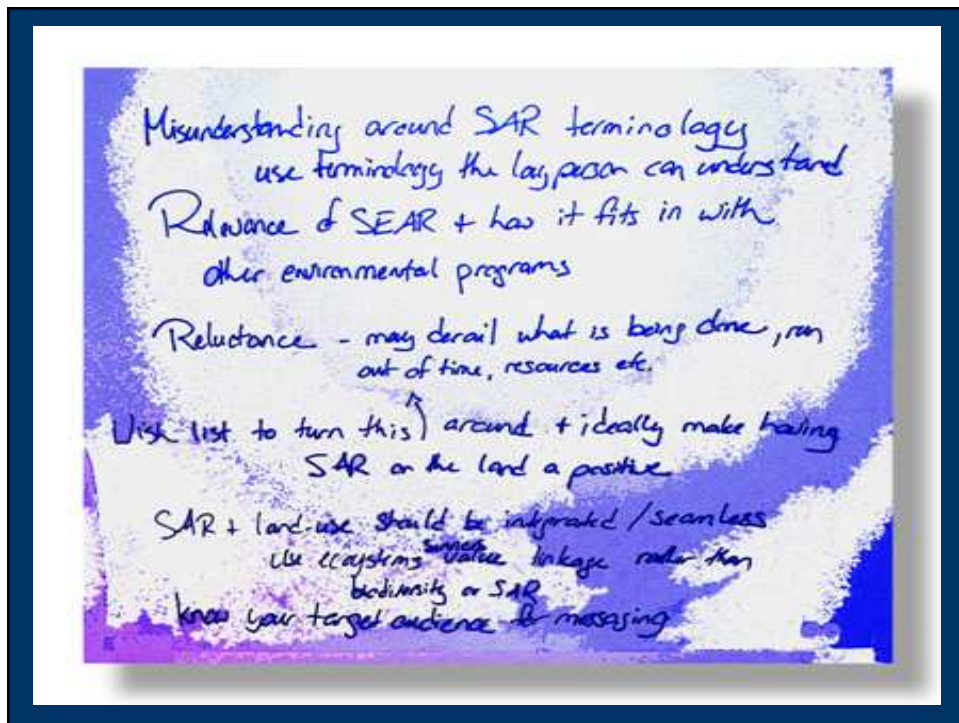 Misunderstanding around SAR terminology
use terminology the lay person can understand
Relevance of SEAR + how it fits in with
other environmental programs
Reluctance - may derail what is being done, run
out of time, resources etc.
Wish list to turn this) around + ideally make having
SAR on the land a positive
SAR + land-use should be integrated / seamless
Use ecosystems value linkage rather than
biodiversity or SAR
know your target audience for messaging